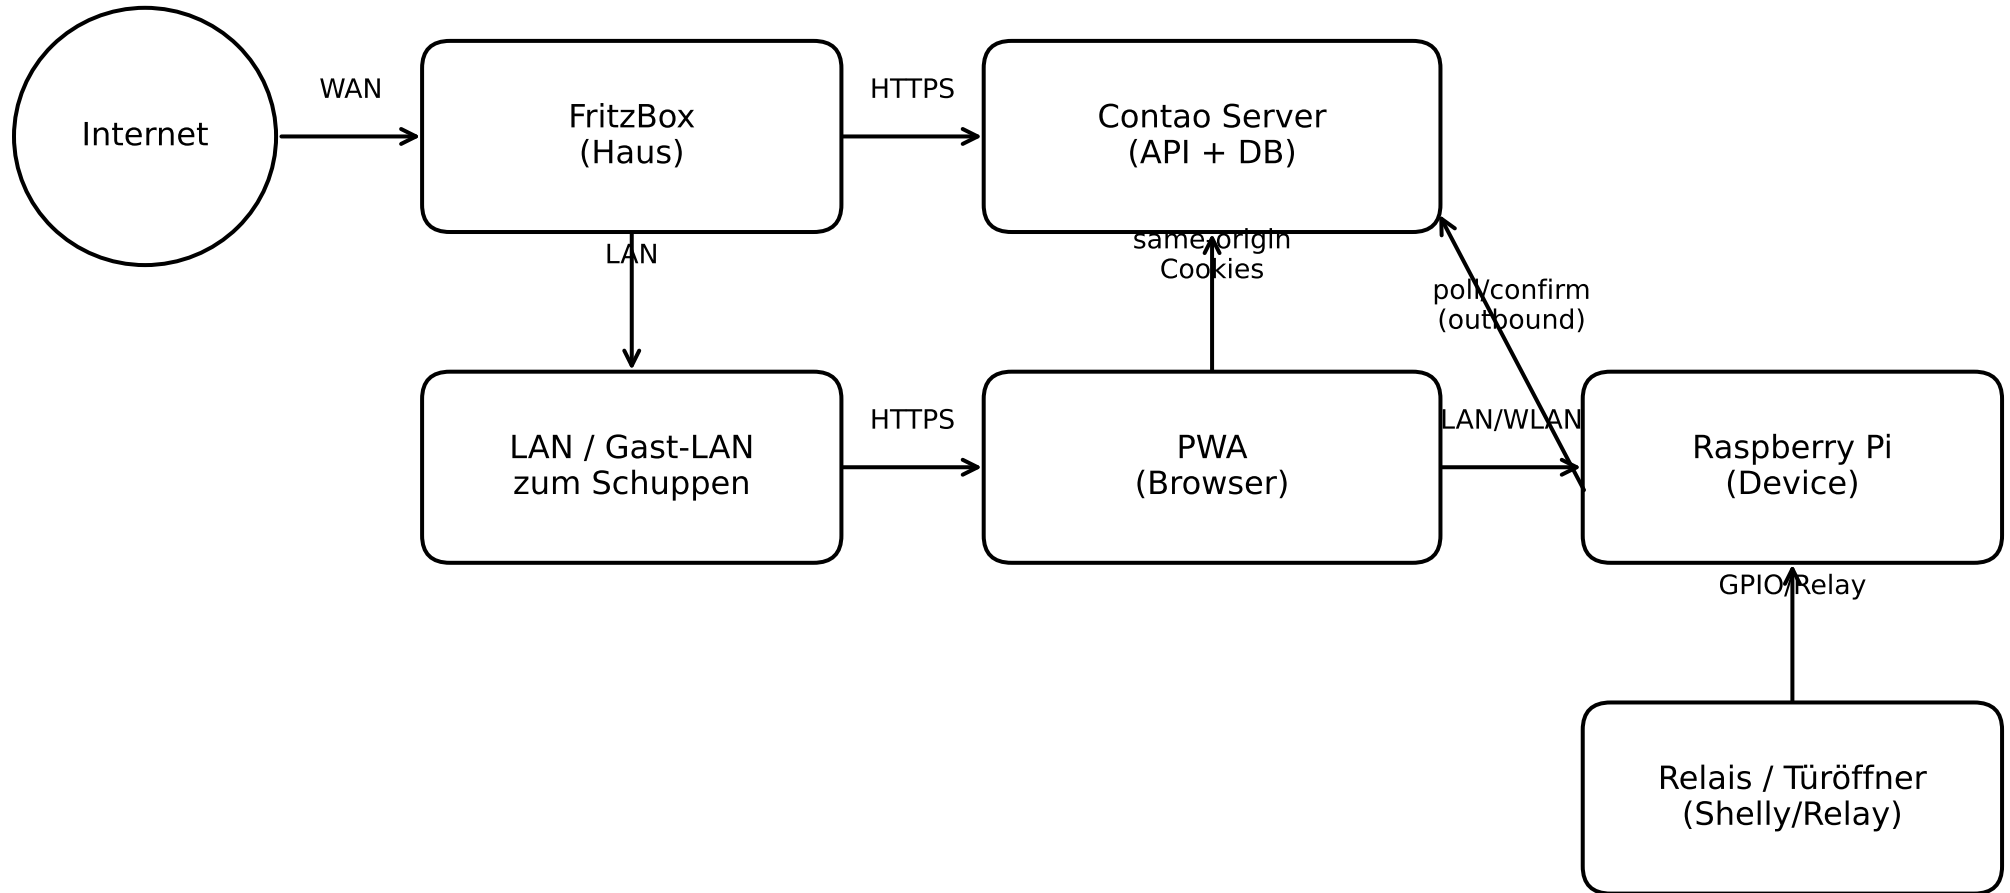 Internet
WAN
FritzBox
(Haus)
HTTPS
Contao Server
(API + DB)
LAN
same-origin
Cookies
poll/confirm
(outbound)
LAN / Gast-LAN
zum Schuppen
HTTPS
PWA
(Browser)
LAN/WLAN
Raspberry Pi
(Device)
GPIO/Relay
Relais / Türöffner
(Shelly/Relay)